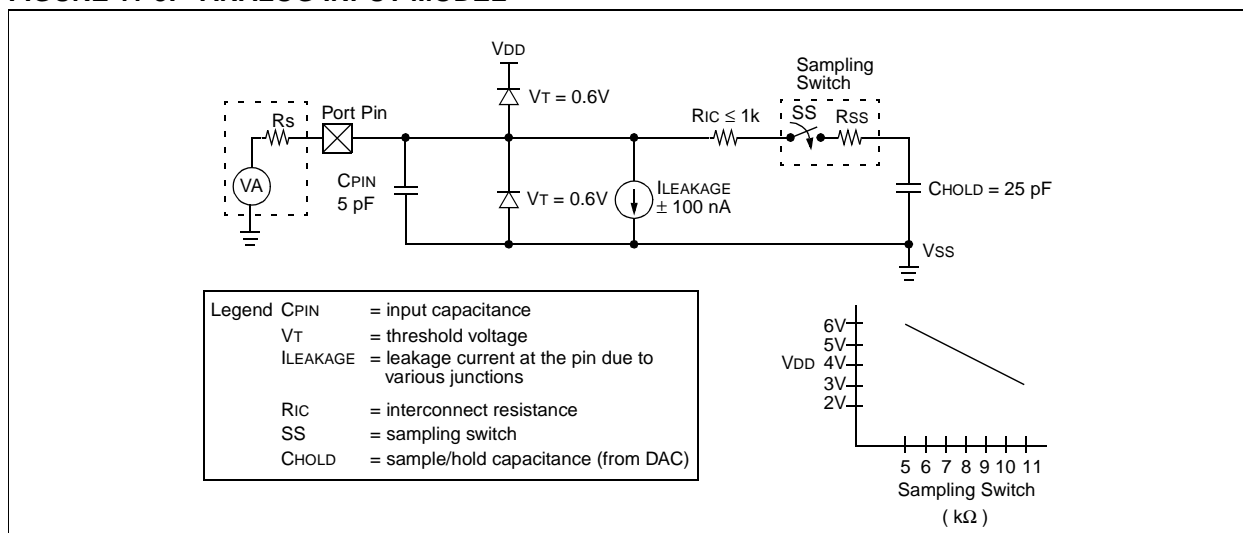 VDD
Sampling
Switch
VT = 0.6V
Rs
Port Pin
RIC ≤ 1k
SS
RSS
VA
CPIN
5 pF
VT = 0.6V
ILEAKAGE
± 100 nA
CHOLD = 25 pF
VSS
Legend CPIN = input capacitance
VT = threshold voltage
ILEAKAGE = leakage current at the pin due to
various junctions
RIC = interconnect resistance
SS = sampling switch
CHOLD = sample/hold capacitance (from DAC)
6V
5V
VDD 4V
3V
2V
5 6 7 8 9 10 11
Sampling Switch
( kΩ )